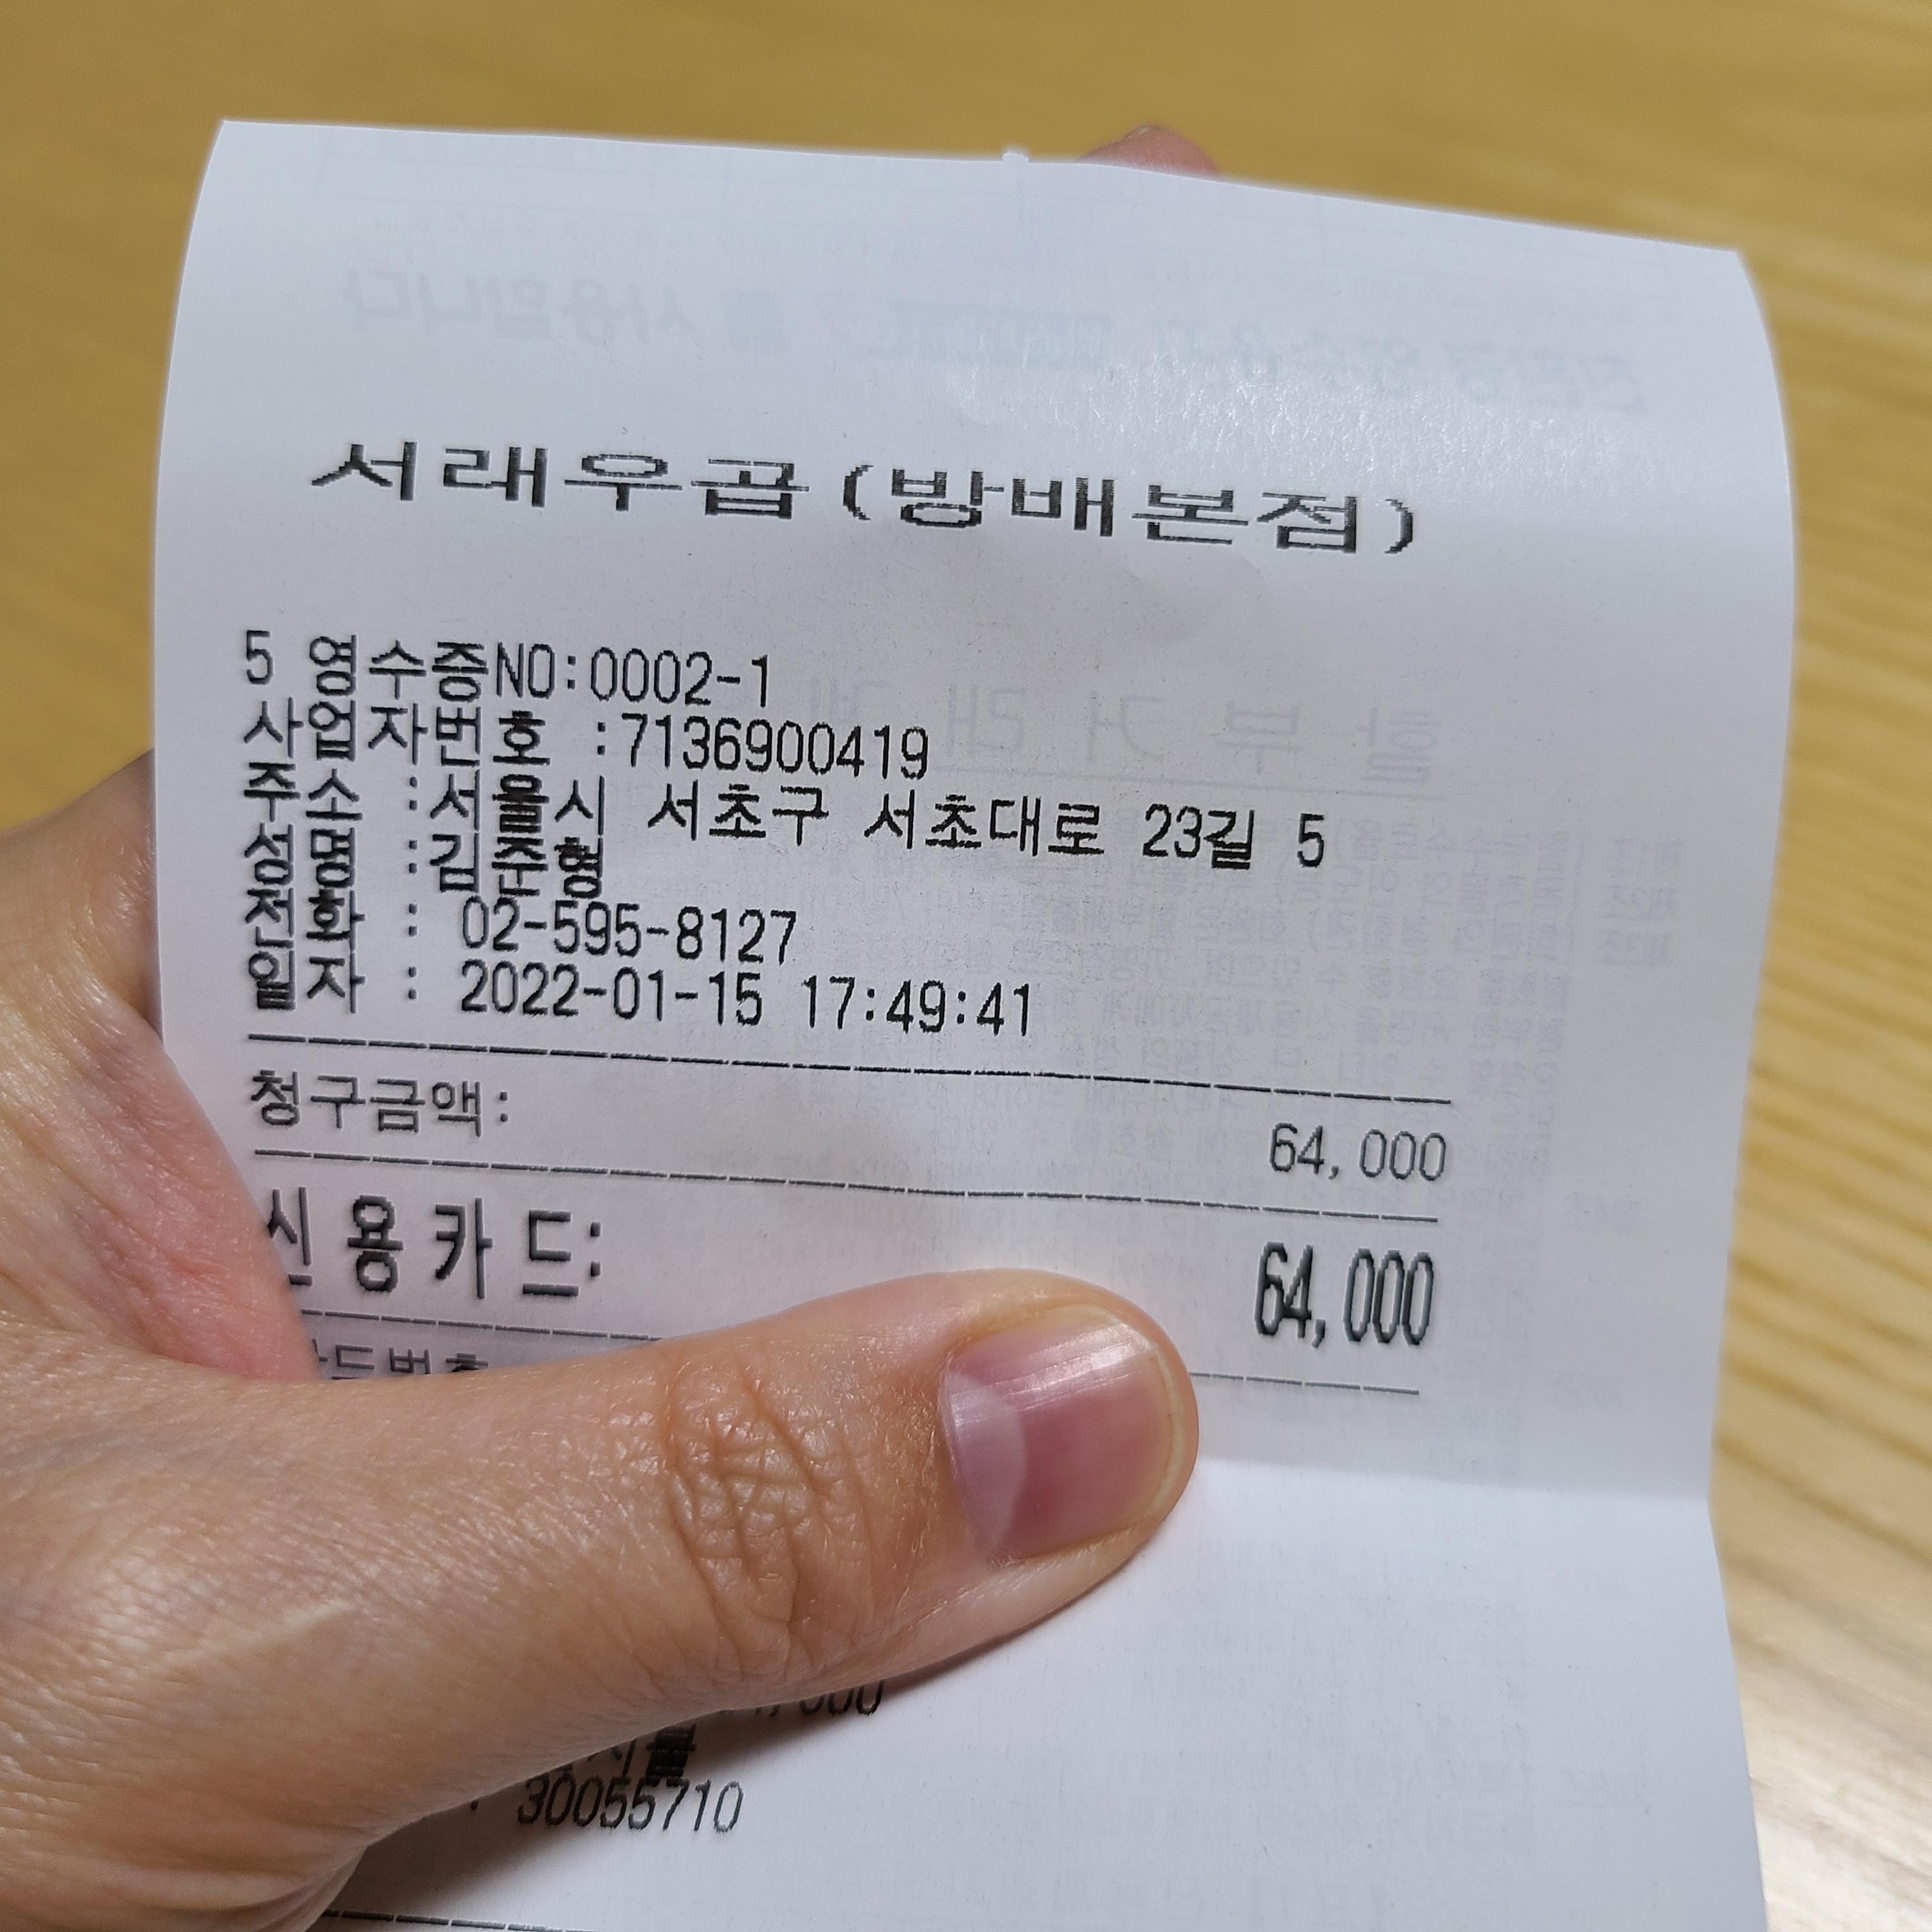 서래우곱(방배본점)
5 영수증NO:0002-1
사업자번호 :7136900419
주소 :서울시 서초구 서초대로 23길 5
성명 :김준형
전화 : 02-595-8127
일자 : 2022-01-15 17:49:41
청구금액: 64,000
신용카드: 64,000
30055710